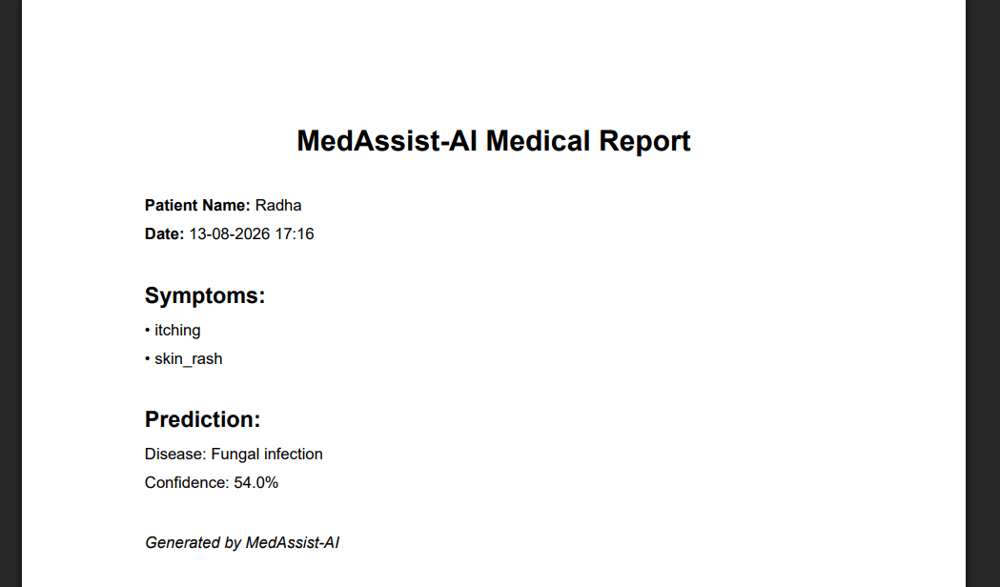 MedAssist-AI Medical Report
Patient Name: Radha
Date: 13-08-2026 17:16
Symptoms:
• itching
• skin_rash
Prediction:
Disease: Fungal infection
Confidence: 54.0%
Generated by MedAssist-AI